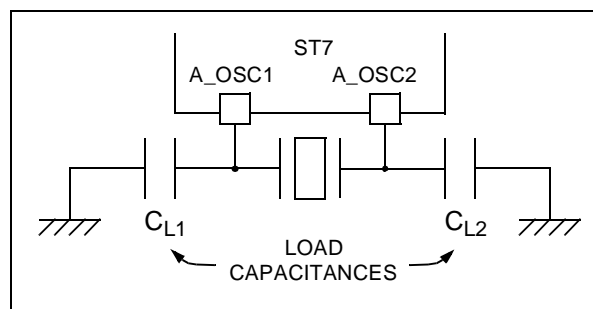 ST7
A_OSC1
A_OSC2
CL1
CL2
LOAD
CAPACITANCES